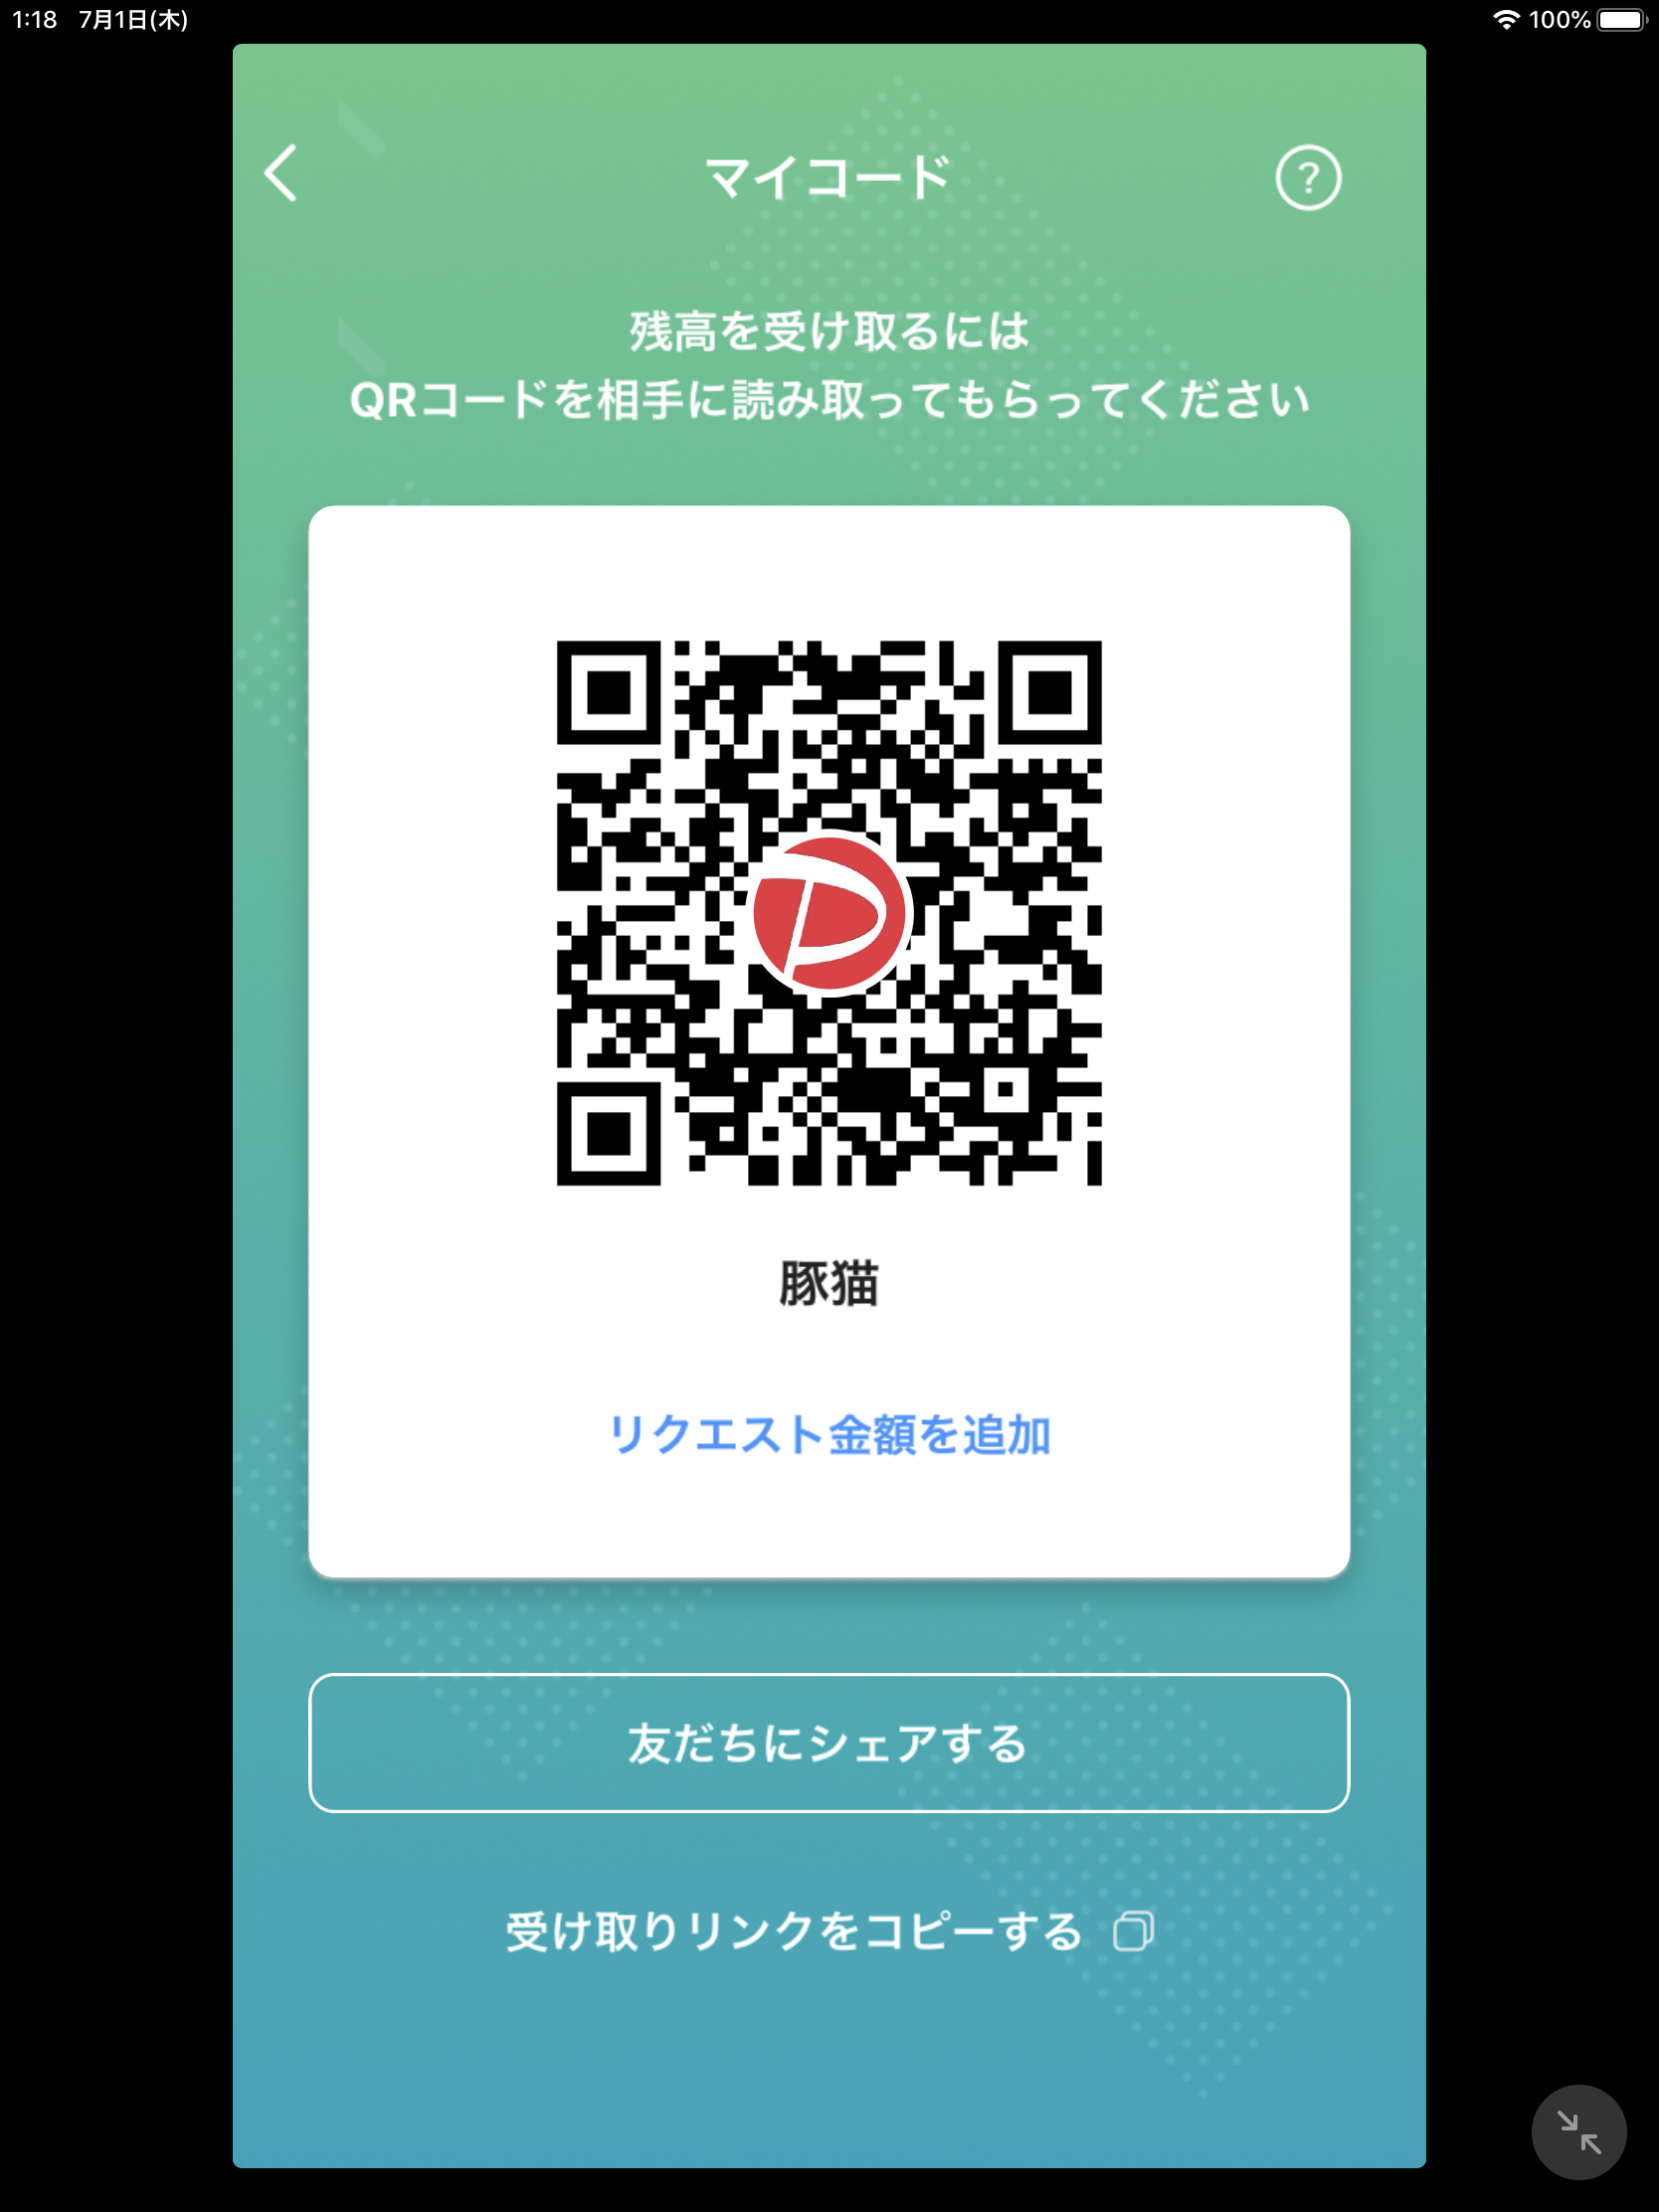 1:18 7月1日(木) 100%
マイコード
?
残高を受け取るには
QRコードを相手に読み取ってもらってください
豚猫
リクエスト金額を追加
友だちにシェアする
受け取りリンクをコピーする